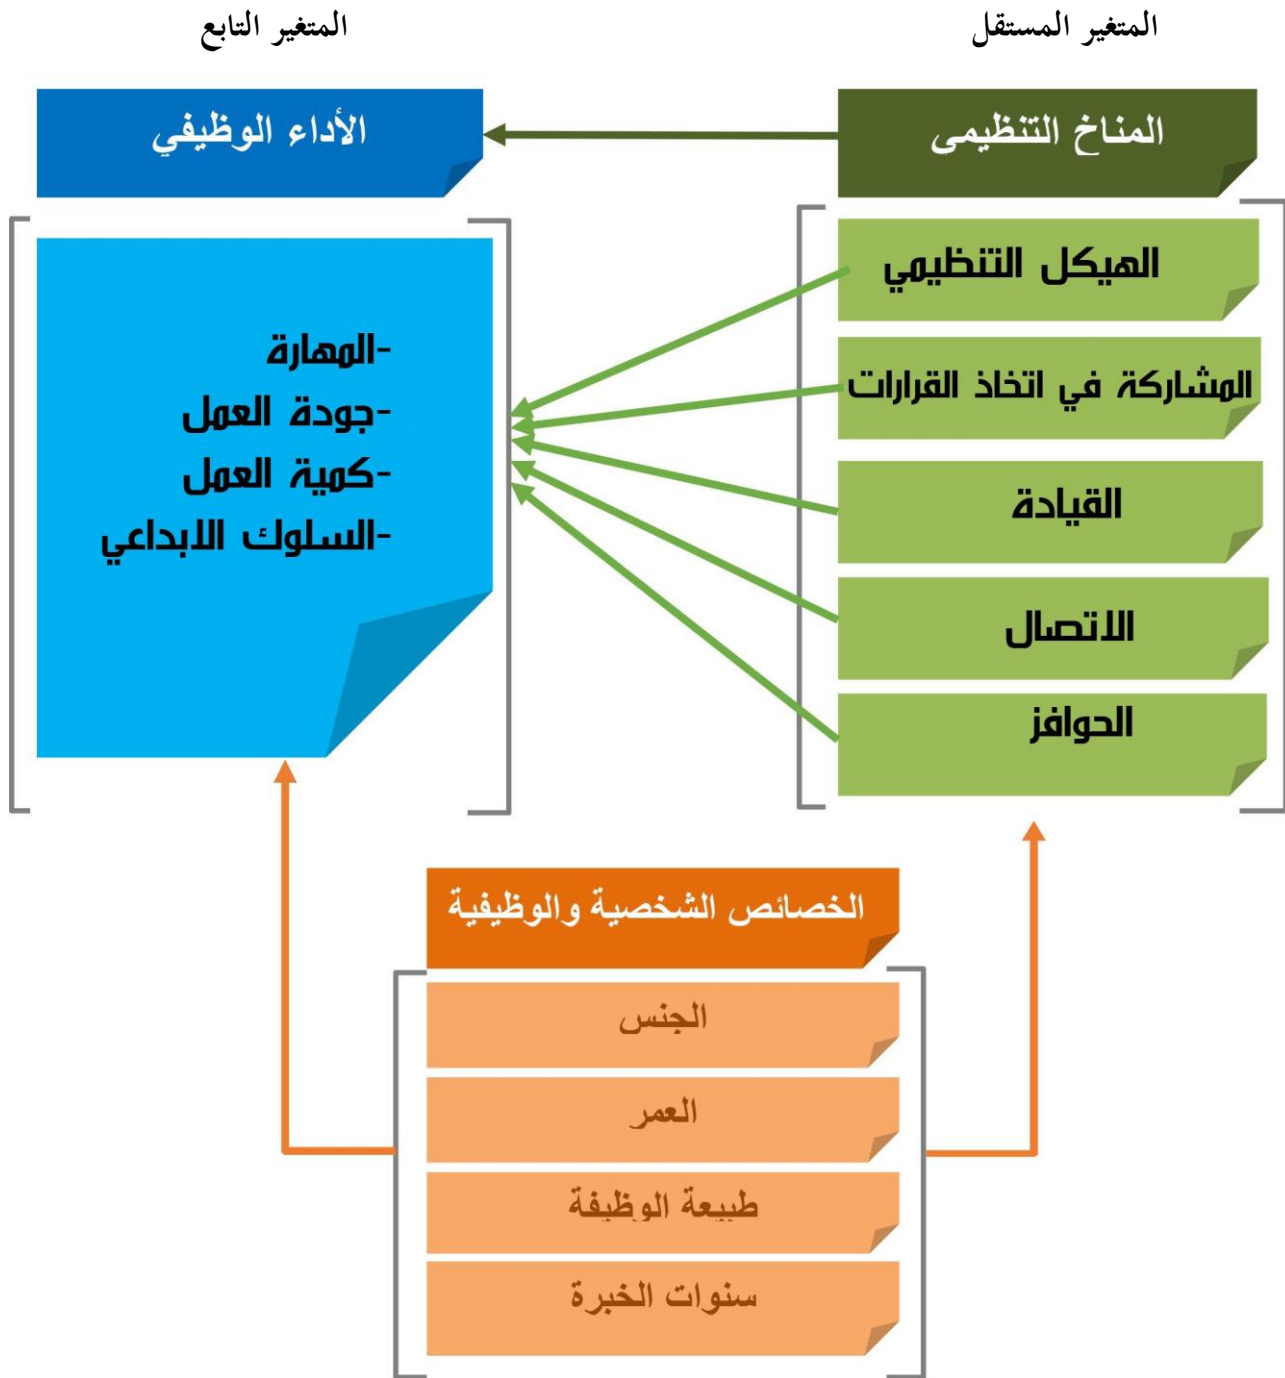 المتغير المستقل
المتغير التابع
المناخ التنظيمى
الأداء الوظيفي
الهيكل التنظيمي
المشاركة في اتخاذ القرارات
القيادة
الاتصال
الحوافز
-المهارة
-جودة العمل
-كمية العمل
-السلوك الابداعي
الخصائص الشخصية والوظيفية
الجنس
العمر
طبيعة الوظيفة
سنوات الخبرة